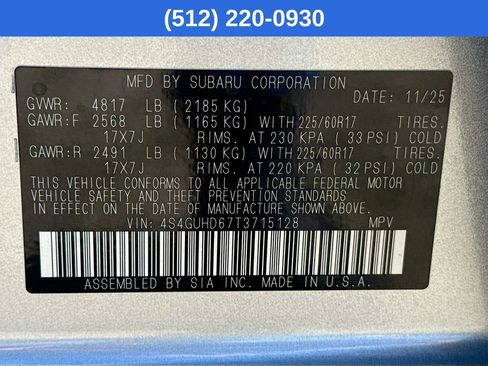 (512) 220-0930
MFD BY SUBARU CORPORATION
GVWR: 4817 LB (2185 KG) DATE: 11/25
GAWR:F 2568 LB (1165 KG) WITH 225/60R17 TIRES.
17X7J RIMS. AT 230 KPA (33 PSI) COLD
GAWR:R 2491 LB (1130 KG) WITH 225/60R17 TIRES.
17X7J RIMS. AT 220 KPA (32 PSI) COLD
THIS VEHICLE CONFORMS TO ALL APPLICABLE FEDERAL MOTOR
VEHICLE SAFETY AND THEFT PREVENTION STANDARDS
IN EFFECT ON THE DATE OF MANUFACTURE SHOWN ABOVE.
VIN: 4S4GUHD67T3715128 MPV
ASSEMBLED BY SIA INC. MADE IN U.S.A.